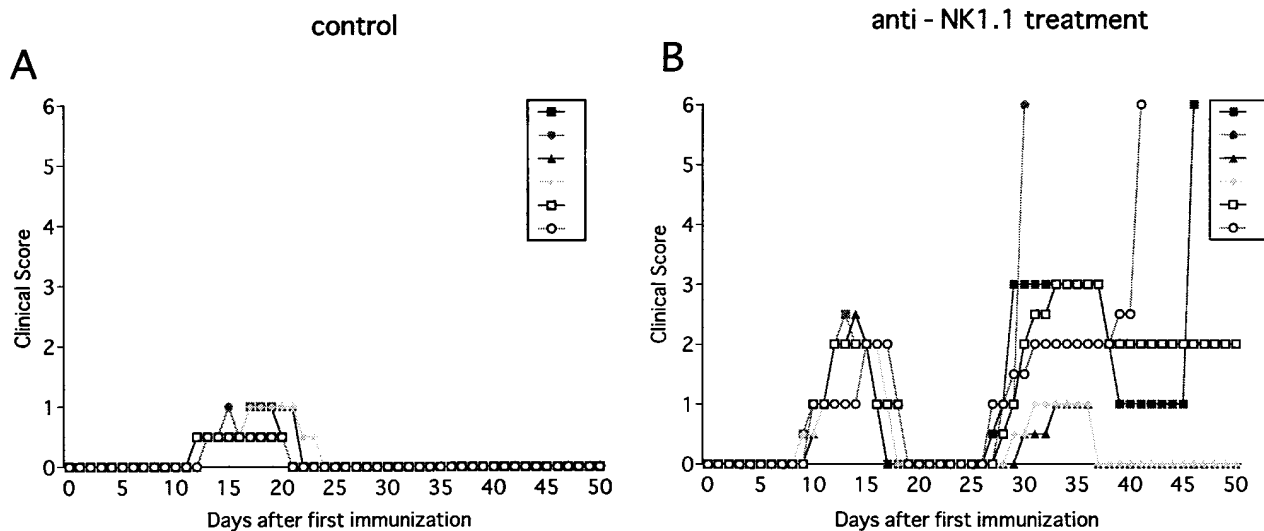 control
anti - NK1.1 treatment
A
B
Clinical Score
6
5
4
3
2
1
0
0 5 10 15 20 25 30 35 40 45 50
Days after first immunization
Clinical Score
6
5
4
3
2
1
0
0 5 10 15 20 25 30 35 40 45 50
Days after first immunization